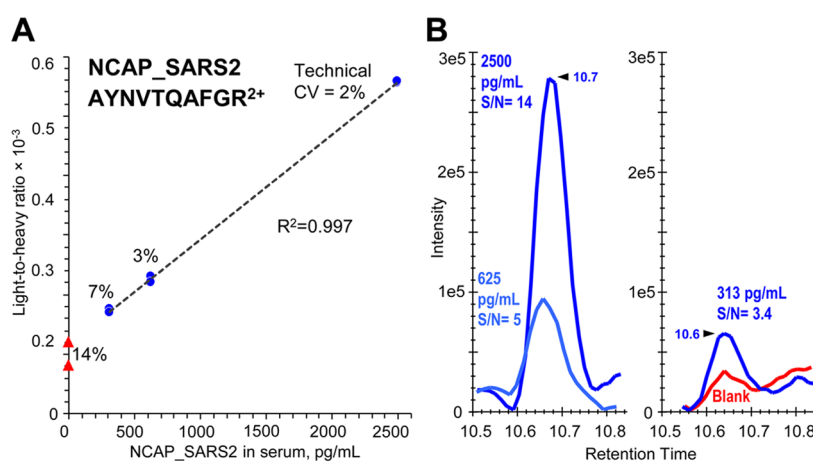 A
NCAP_SARS2
AYNVTQAFGR2+
Technical
CV = 2%
R2=0.997
3%
7%
14%
Light-to-heavy ratio × 10-3
0.6
0.5
0.4
0.3
0.2
0
0 500 1000 1500 2000 2500
NCAP_SARS2 in serum, pg/mL
B
Intensity
3e5
2e5
1e5
0
2500
pg/mL
S/N= 14
10.7
625
pg/mL
S/N= 5
10.5 10.6 10.7 10.8
3e5
2e5
1e5
0
313 pg/mL
S/N= 3.4
10.6
Blank
10.5 10.6 10.7 10.8
Retention Time